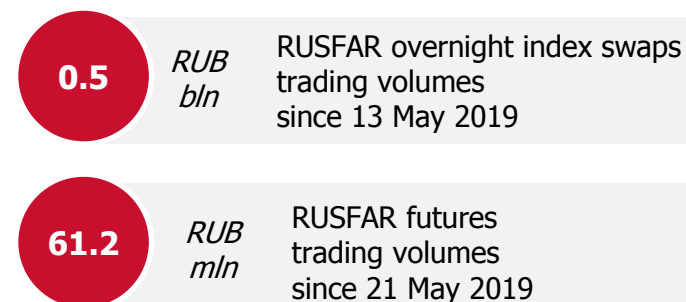 0.5
RUB
bln
RUSFAR overnight index swaps
trading volumes
since 13 May 2019
61.2
RUB
mln
RUSFAR futures
trading volumes
since 21 May 2019